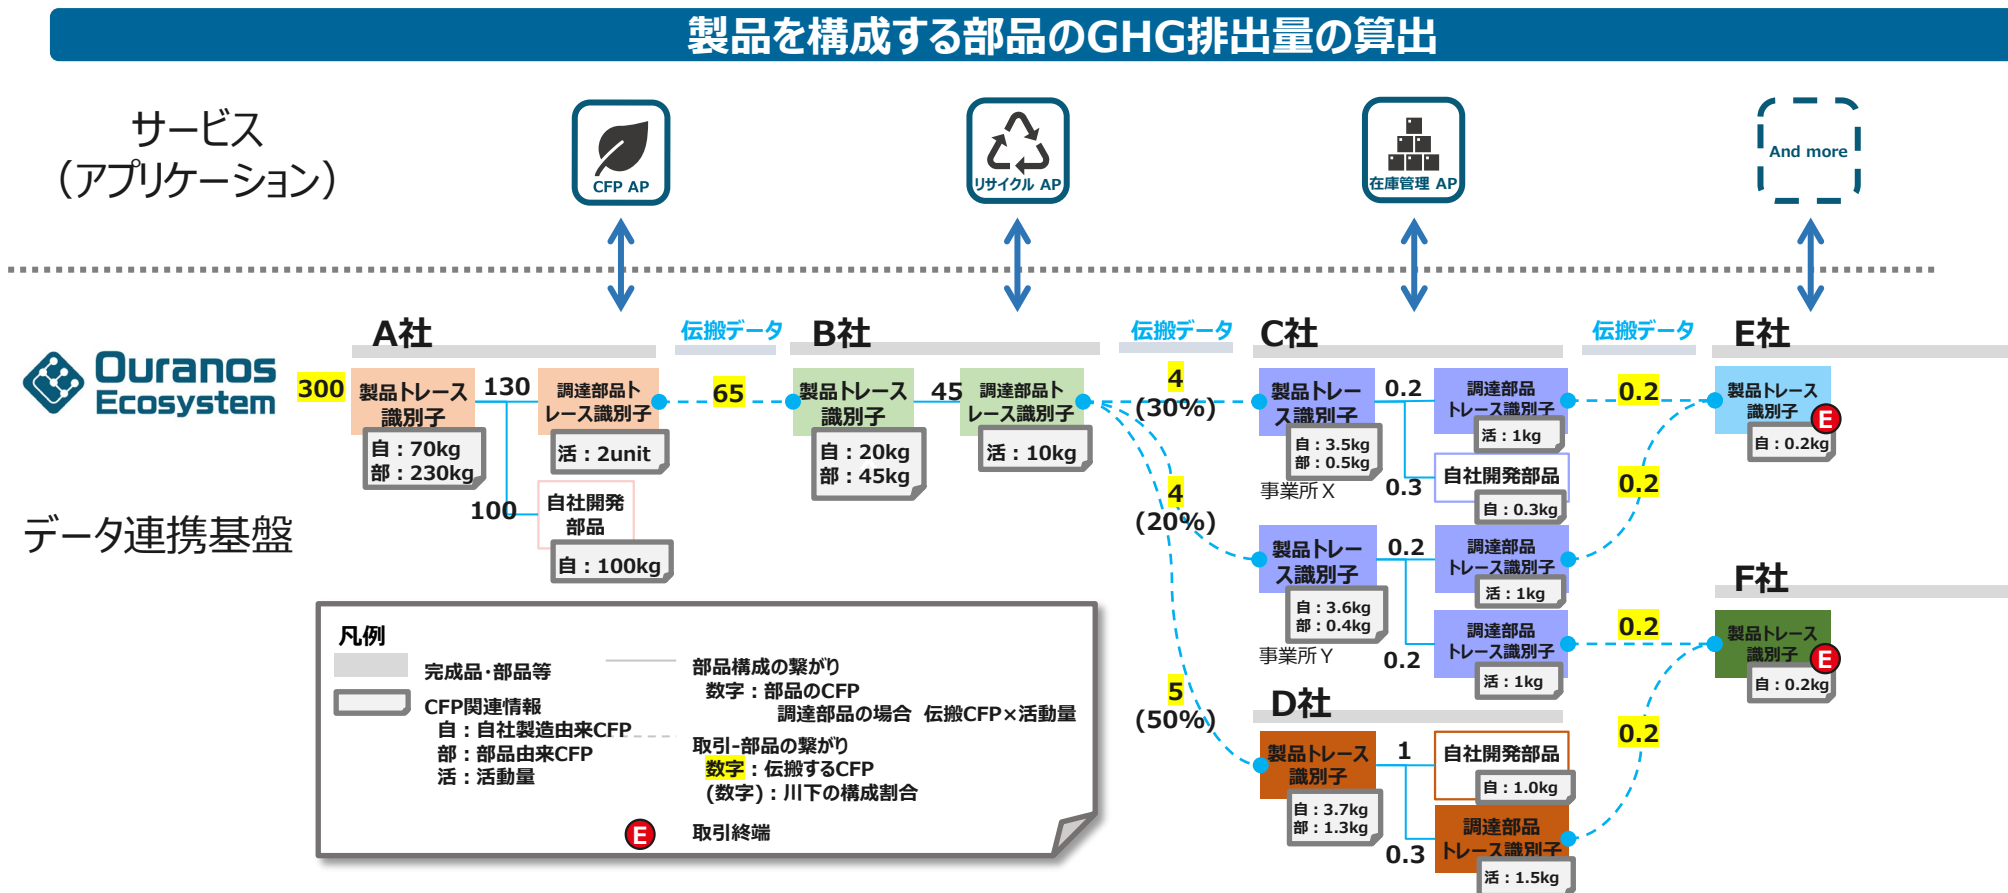 製品を構成する部品のGHG排出量の算出
サービス
（アプリケーション）
CFP AP
リサイクル AP
在庫管理 AP
And more
Ouranos
Ecosystem
データ連携基盤
A社
300
製品トレース
識別子
自：70kg
部：230kg
130
調達部品ト
レース識別子
活：2unit
100
自社開発
部品
自：100kg
伝搬データ
65
B社
製品トレース
識別子
自：20kg
部：45kg
45
調達部品ト
レース識別子
活：10kg
伝搬データ
4
(30%)
4
(20%)
5
(50%)
C社
製品トレー
ス識別子
自：3.5kg
部：0.5kg
事業所X
0.2
調達部品
トレース識別子
活：1kg
0.3
自社開発部品
自：0.3kg
製品トレー
ス識別子
自：3.6kg
部：0.4kg
事業所Y
0.2
調達部品
トレース識別子
活：1kg
0.2
調達部品
トレース識別子
活：1kg
D社
製品トレース
識別子
自：3.7kg
部：1.3kg
1
自社開発部品
自：1.0kg
0.3
調達部品
トレース識別子
活：1.5kg
伝搬データ
0.2
0.2
0.2
0.2
E社
製品トレース
識別子
E
自：0.2kg
F社
製品トレース
識別子
E
自：0.2kg
凡例
完成品・部品等
CFP関連情報
自：自社製造由来CFP
部：部品由来CFP
活：活動量
部品構成の繋がり
数字：部品のCFP
調達部品の場合 伝搬CFP×活動量
取引-部品の繋がり
数字：伝搬するCFP
(数字)：川下の構成割合
E
取引終端